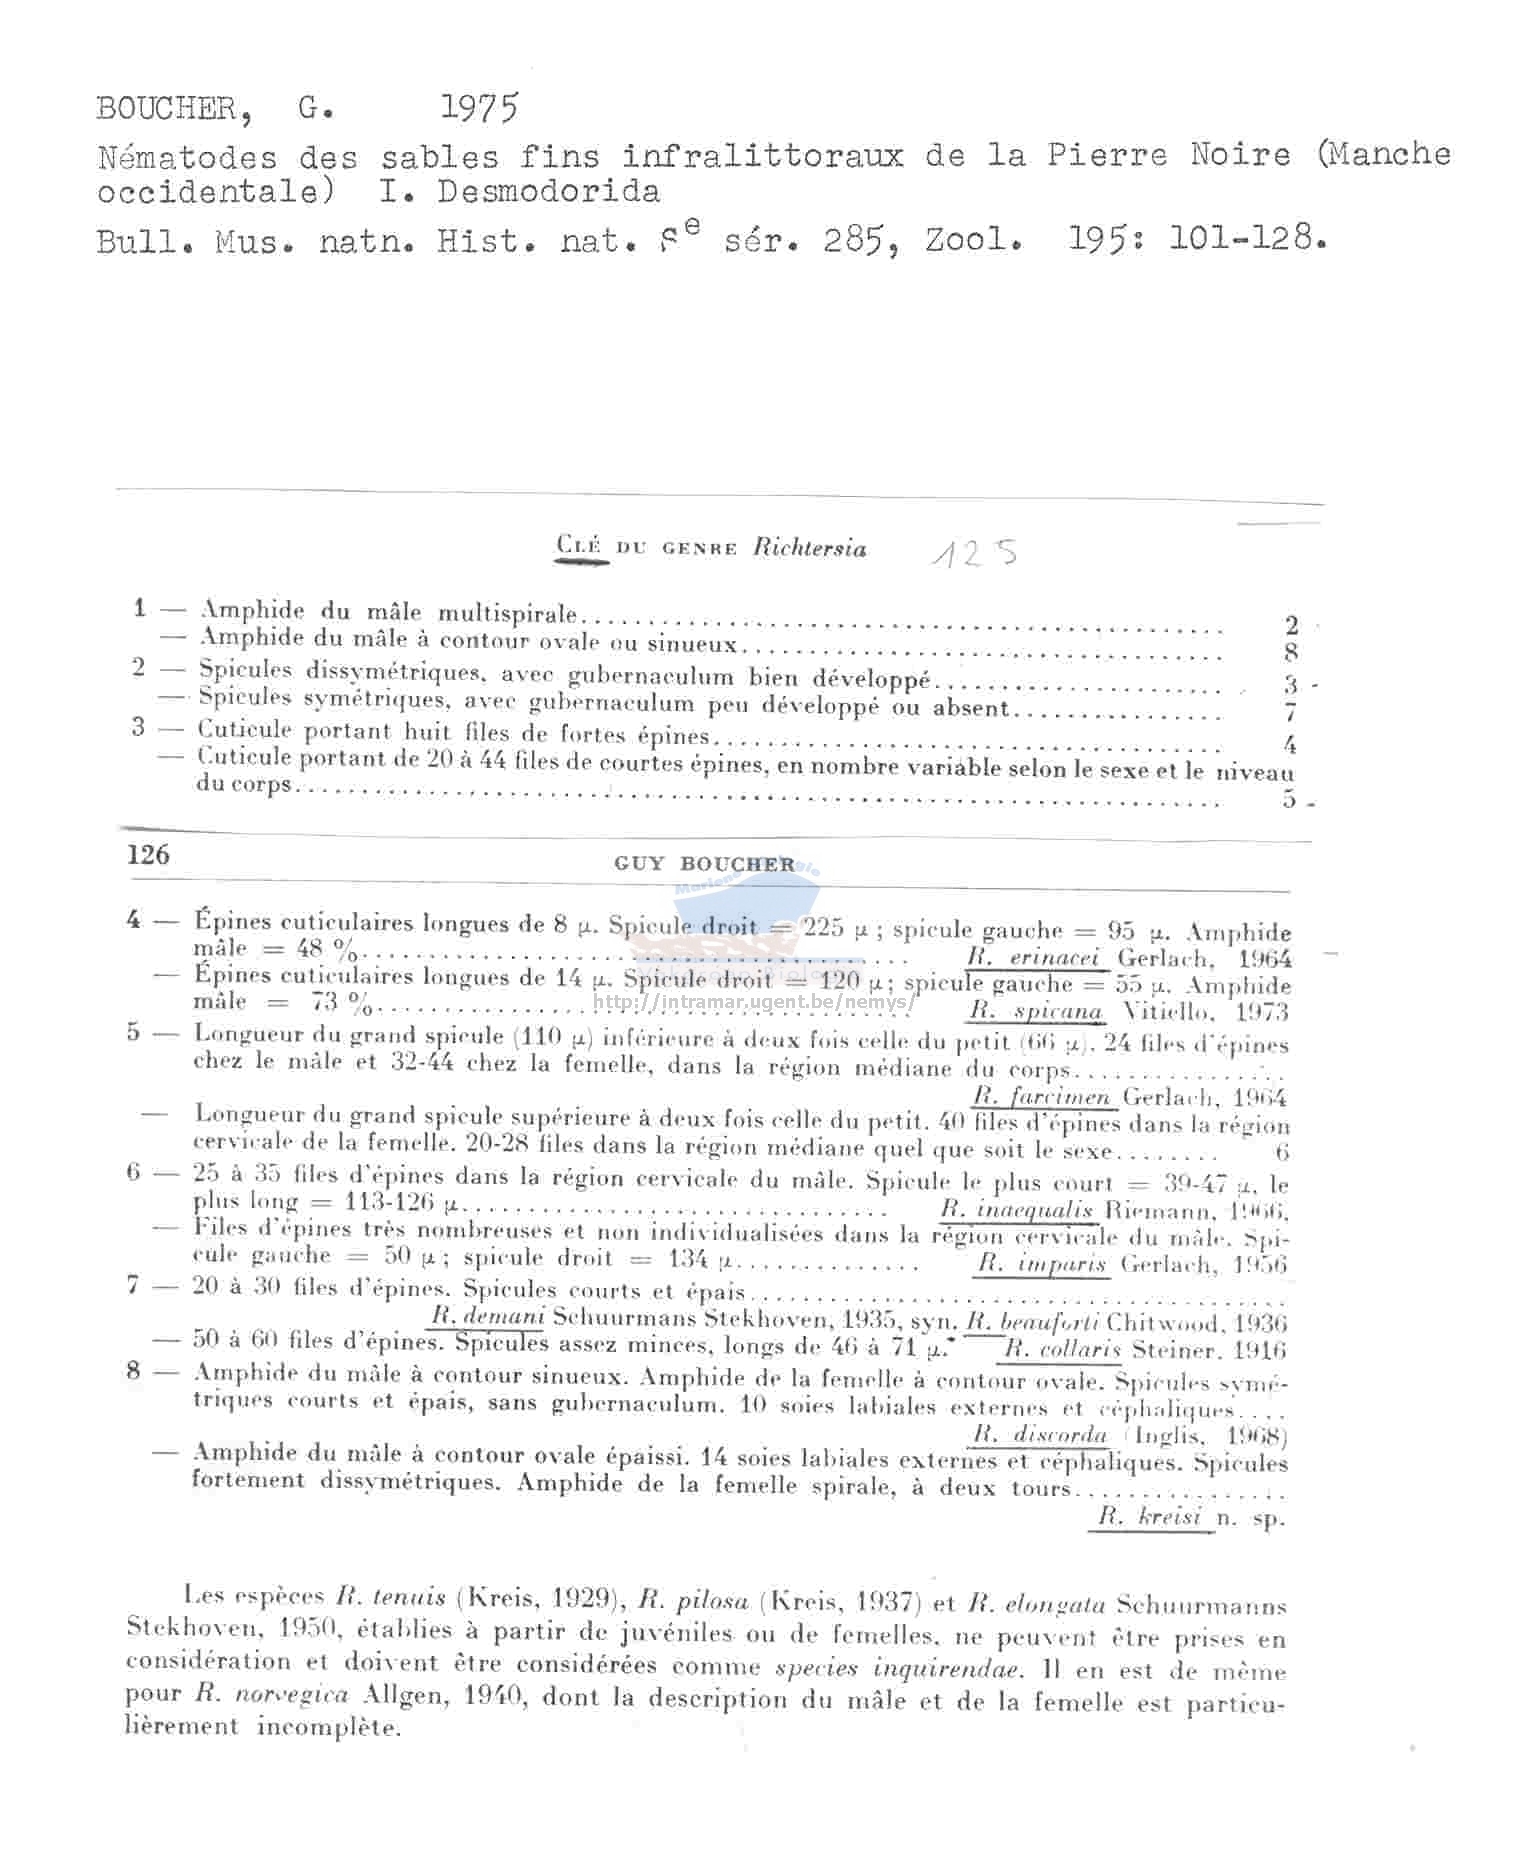 BOUCHER, G. 1975
Nématodes des sables fins infralittoraux de la Pierre Noire (Manche
occidentale) I. Desmodorida
Bull. Mus. natn. Hist. nat. Se sér. 285, Zool. 195: 101-128.
CLÉ DU GENRE Richtersia 125
1 — Amphide du mâle multispirale.......... 2
— Amphide du mâle à contour ovale ou sinueux.......... 8
2 — Spicules dissymétriques, avec gubernaculum bien développé.......... 3
— Spicules symétriques, avec gubernaculum peu développé ou absent.......... 7
3 — Cuticule portant huit files de fortes épines.......... 4
— Cuticule portant de 20 à 44 files de courtes épines, en nombre variable selon le sexe et le niveau
du corps.......... 5
126
GUY BOUCHER
4 — Épines cuticulaires longues de 8 µ. Spicule droit = 225 µ ; spicule gauche = 95 µ. Amphide
mâle = 48 %.......... R. erinacei Gerlach, 1964
— Épines cuticulaires longues de 14 µ. Spicule droit = 120 µ ; spicule gauche = 55 µ. Amphide
mâle = 73 %.......... R. spicana Vitiello, 1973
http://intramar.ugent.be/nemys/
5 — Longueur du grand spicule (110 µ) inférieure à deux fois celle du petit (66 µ). 24 files d'épines
chez le mâle et 32-44 chez la femelle, dans la région médiane du corps..........
R. farcimen Gerlach, 1964
— Longueur du grand spicule supérieure à deux fois celle du petit. 40 files d'épines dans la région
cervicale de la femelle. 20-28 files dans la région médiane quel que soit le sexe........ 6
6 — 25 à 35 files d'épines dans la région cervicale du mâle. Spicule le plus court = 39-47 µ, le
plus long = 113-126 µ.......... R. inaequalis Riemann, 1966.
— Files d'épines très nombreuses et non individualisées dans la région cervicale du mâle. Spi-
cule gauche = 50 µ ; spicule droit = 134 µ.......... R. imparis Gerlach, 1956
7 — 20 à 30 files d'épines. Spicules courts et épais..........
R. demani Schuurmans Stekhoven, 1935, syn. R. beauforti Chitwood, 1936
— 50 à 60 files d'épines. Spicules assez minces, longs de 46 à 71 µ. R. collaris Steiner, 1916
8 — Amphide du mâle à contour sinueux. Amphide de la femelle à contour ovale. Spicules symé-
triques courts et épais, sans gubernaculum. 10 soies labiales externes et céphaliques....
R. discorda (Inglis, 1968)
— Amphide du mâle à contour ovale épaissi. 14 soies labiales externes et céphaliques. Spicules
fortement dissymétriques. Amphide de la femelle spirale, à deux tours..........
R. kreisi n. sp.
Les espèces R. tenuis (Kreis, 1929), R. pilosa (Kreis, 1937) et R. elongata Schuurmanns
Stekhoven, 1950, établies à partir de juvéniles ou de femelles, ne peuvent être prises en
considération et doivent être considérées comme species inquirendae. Il en est de même
pour R. norvegica Allgen, 1940, dont la description du mâle et de la femelle est particu-
lièrement incomplète.